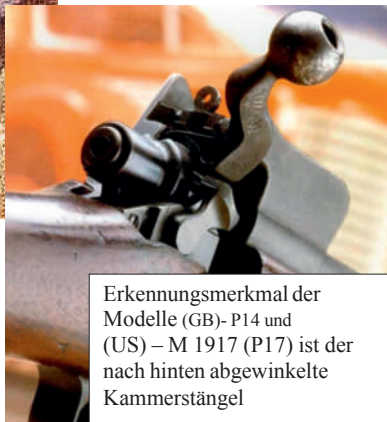 Erkennungsmerkmal der
Modelle (GB)- P14 und
(US) – M 1917 (P17) ist der
nach hinten abgewinkelte
Kammerstängel